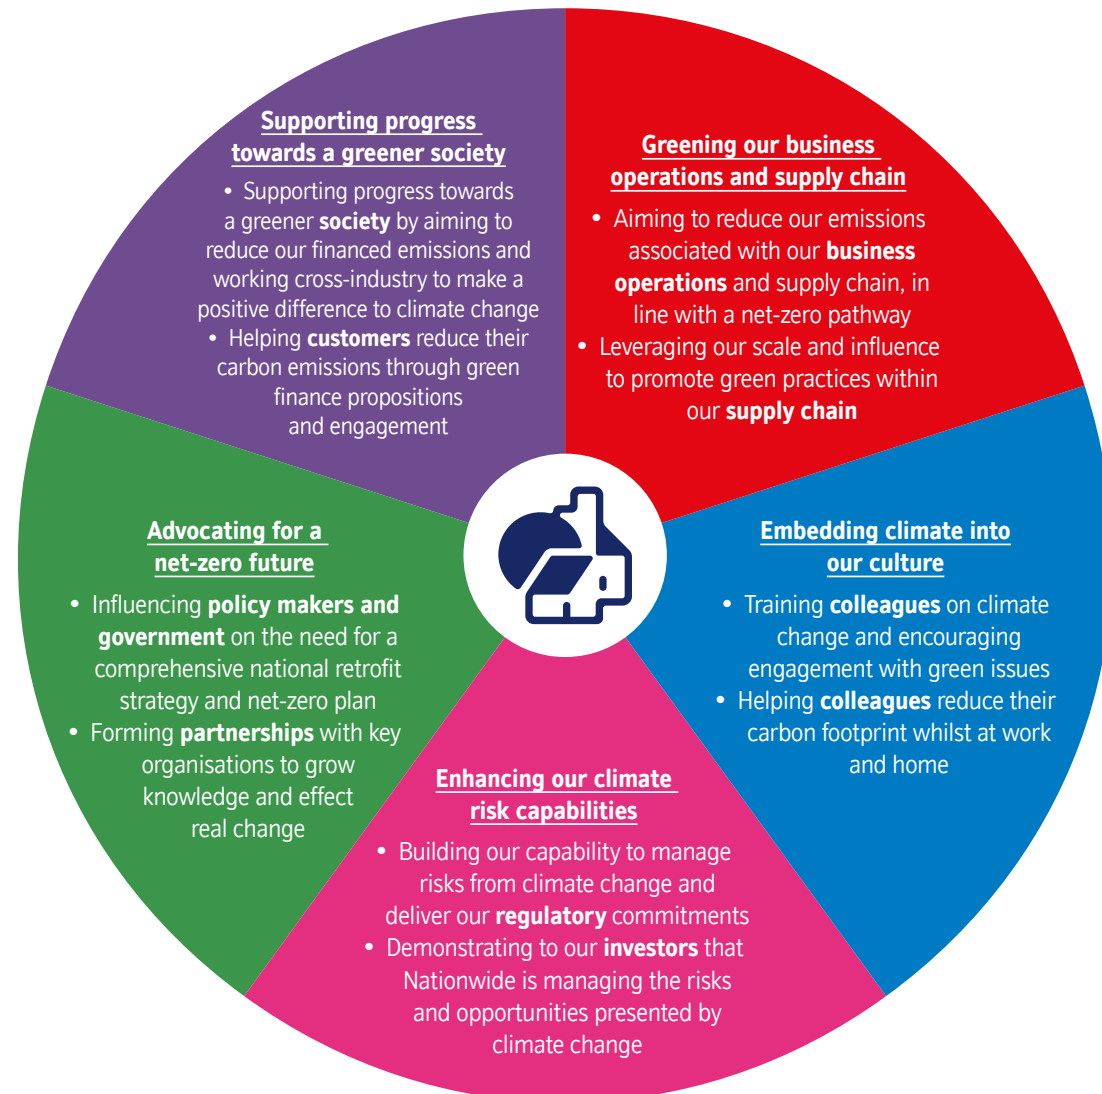 Supporting progress
towards a greener society
• Supporting progress towards
a greener society by aiming to
reduce our financed emissions and
working cross-industry to make a
positive difference to climate change
• Helping customers reduce their
carbon emissions through green
finance propositions
and engagement
Greening our business
operations and supply chain
• Aiming to reduce our emissions
associated with our business
operations and supply chain, in
line with a net-zero pathway
• Leveraging our scale and influence
to promote green practices within
our supply chain
Advocating for a
net-zero future
• Influencing policy makers and
government on the need for a
comprehensive national retrofit
strategy and net-zero plan
• Forming partnerships with key
organisations to grow
knowledge and effect
real change
Embedding climate into
our culture
• Training colleagues on climate
change and encouraging
engagement with green issues
• Helping colleagues reduce their
carbon footprint whilst at work
and home
Enhancing our climate
risk capabilities
• Building our capability to manage
risks from climate change and
deliver our regulatory commitments
• Demonstrating to our investors that
Nationwide is managing the risks
and opportunities presented by
climate change